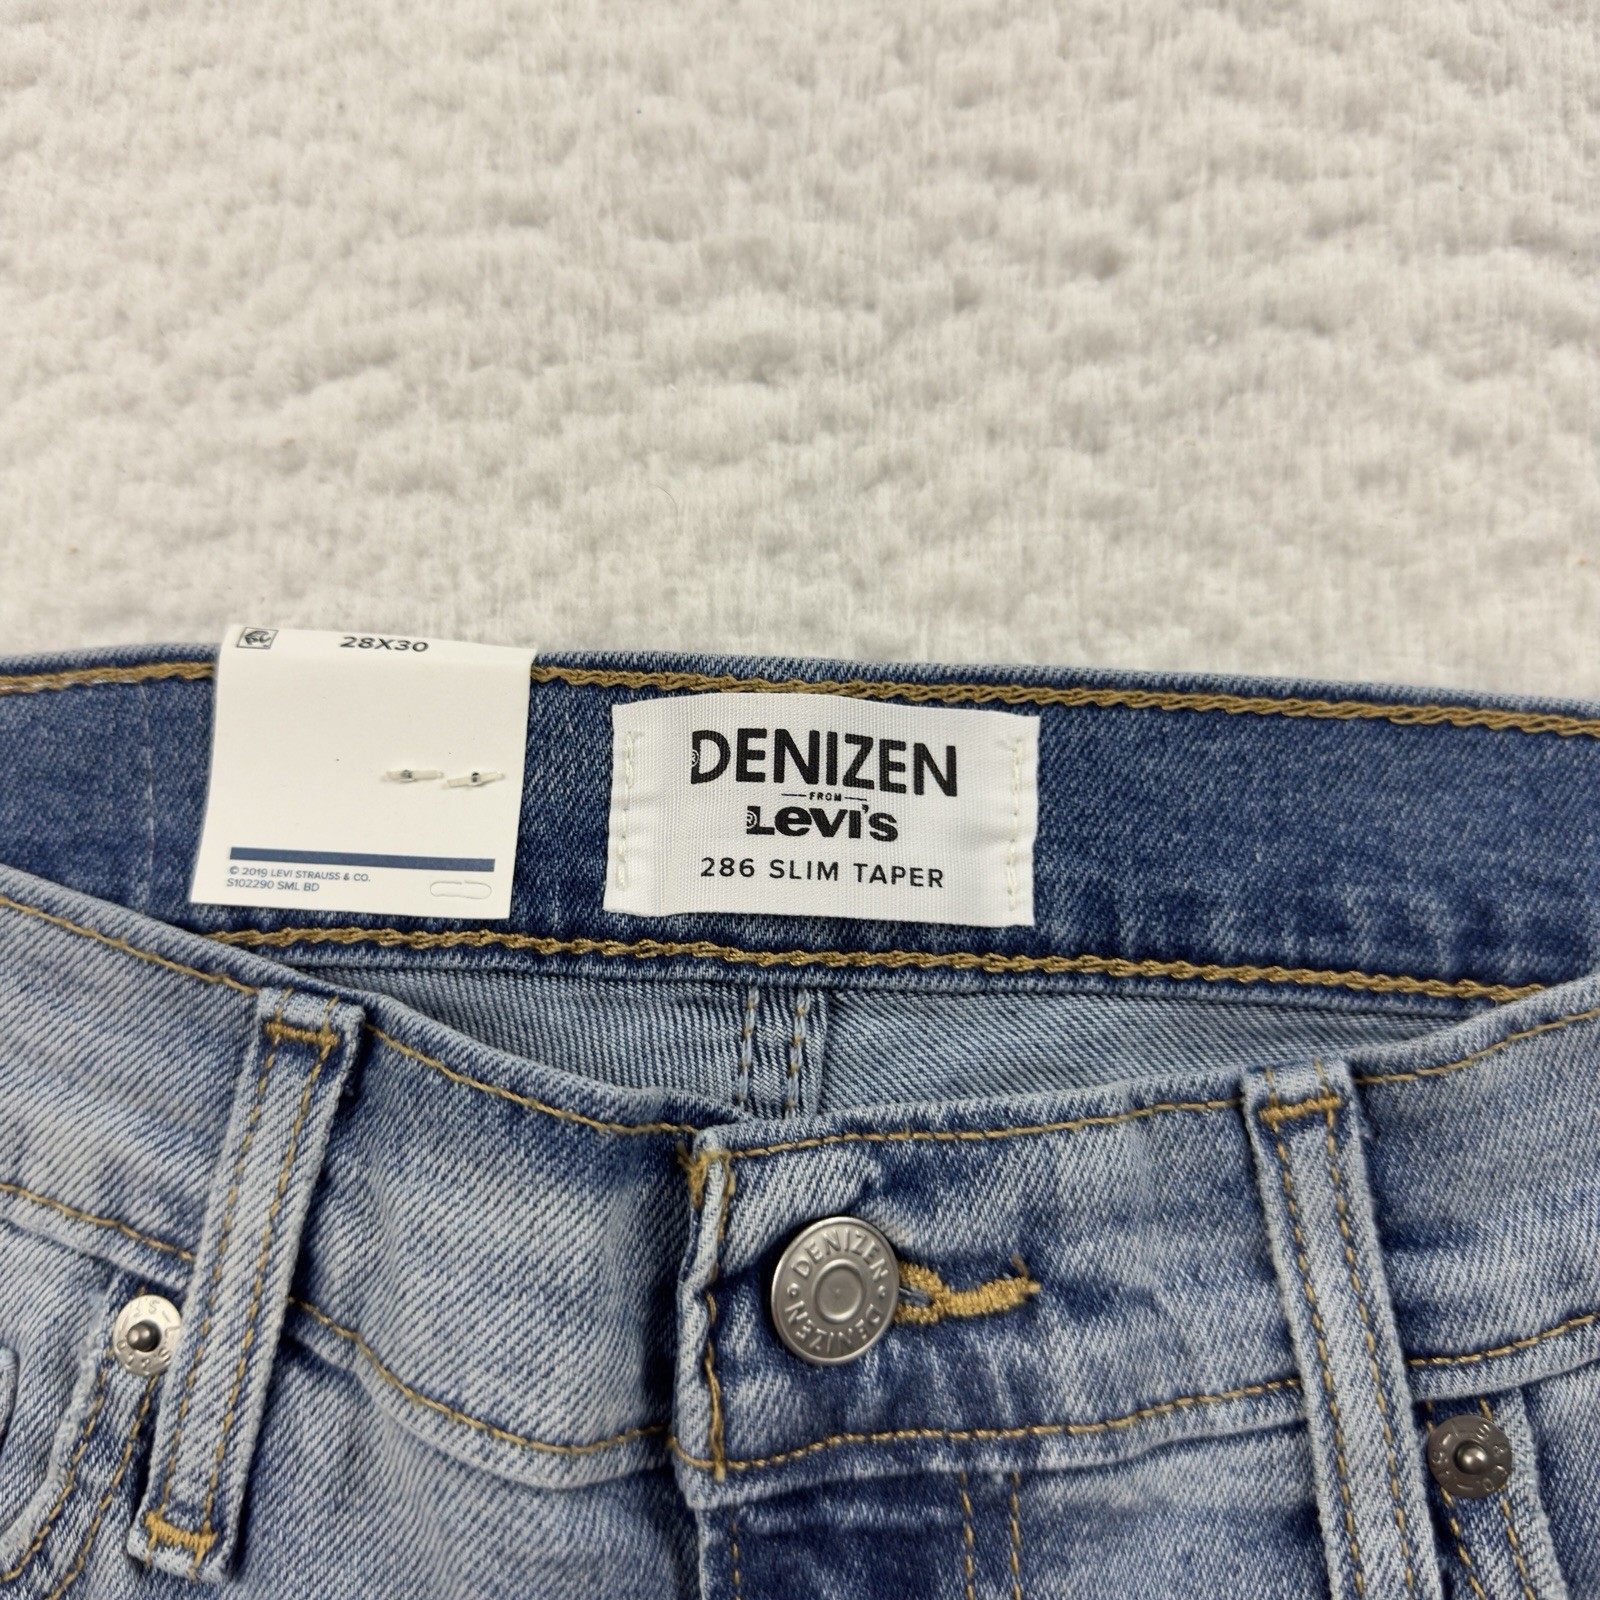 28X30
© 2019 LEVI STRAUSS & CO.
S102290 SML BD
DENIZEN®
FROM
Levi's®
286 SLIM TAPER
DENIZEN
DENIZEN